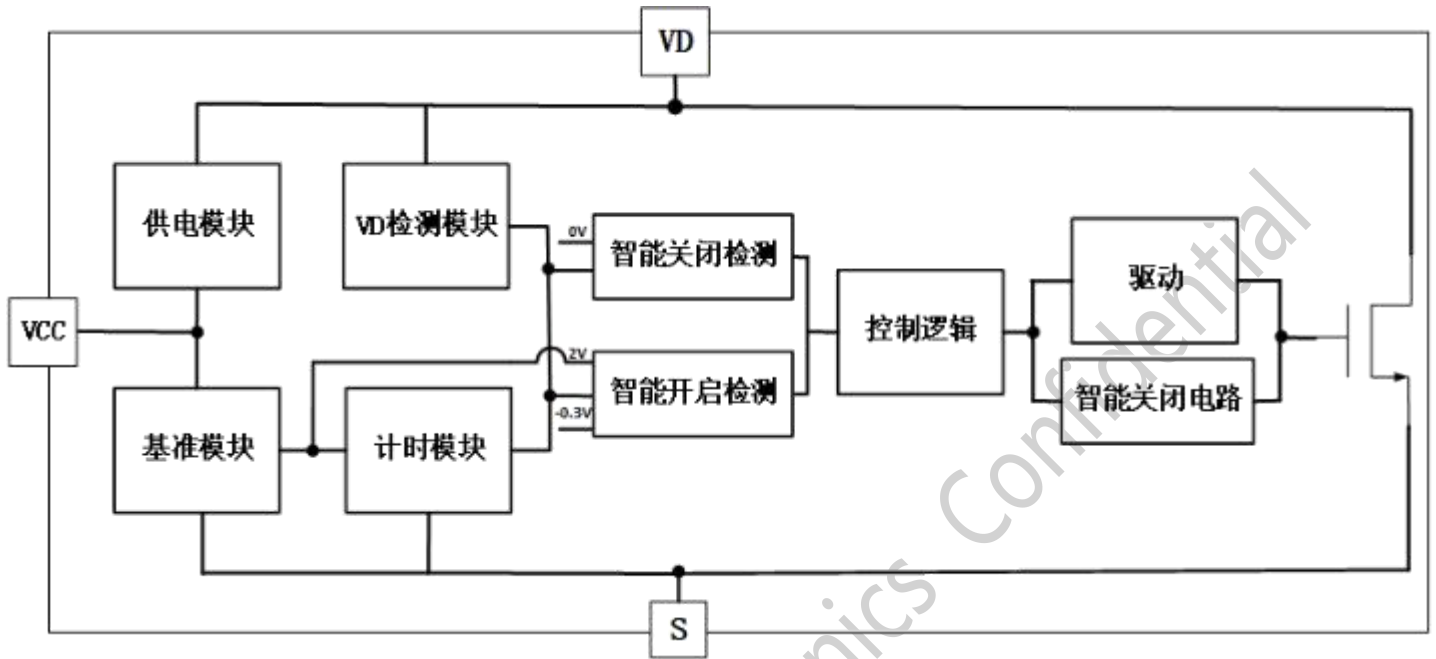 VD
供电模块
VD检测模块
0V
智能关闭检测
驱动
VCC
控制逻辑
2V
智能开启检测
-0.3V
智能关闭电路
基准模块
计时模块
S
nics Confidential